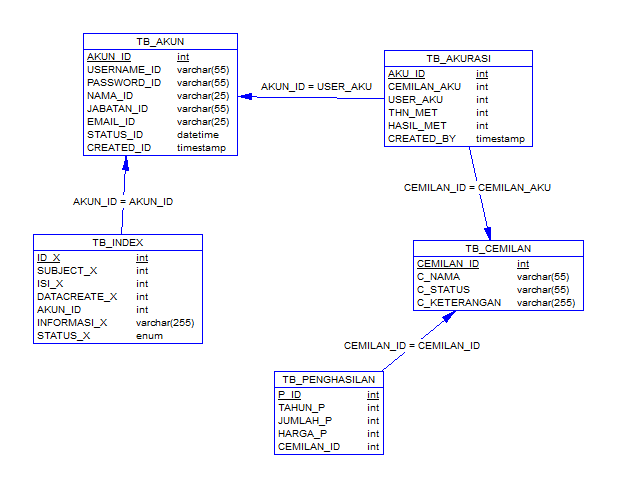 TB_AKUN
AKUN_ID int
USERNAME_ID varchar(55)
PASSWORD_ID varchar(55)
NAMA_ID varchar(25)
JABATAN_ID varchar(55)
EMAIL_ID varchar(25)
STATUS_ID datetime
CREATED_ID timestamp
AKUN_ID = USER_AKU
TB_AKURASI
AKU_ID int
CEMILAN_AKU int
USER_AKU int
THN_MET int
HASIL_MET int
CREATED_BY timestamp
AKUN_ID = AKUN_ID
CEMILAN_ID = CEMILAN_AKU
TB_INDEX
ID_X int
SUBJECT_X int
ISI_X int
DATACREATE_X int
AKUN_ID int
INFORMASI_X varchar(255)
STATUS_X enum
TB_CEMILAN
CEMILAN_ID int
C_NAMA varchar(55)
C_STATUS varchar(55)
C_KETERANGAN varchar(255)
CEMILAN_ID = CEMILAN_ID
TB_PENGHASILAN
P_ID int
TAHUN_P int
JUMLAH_P int
HARGA_P int
CEMILAN_ID int